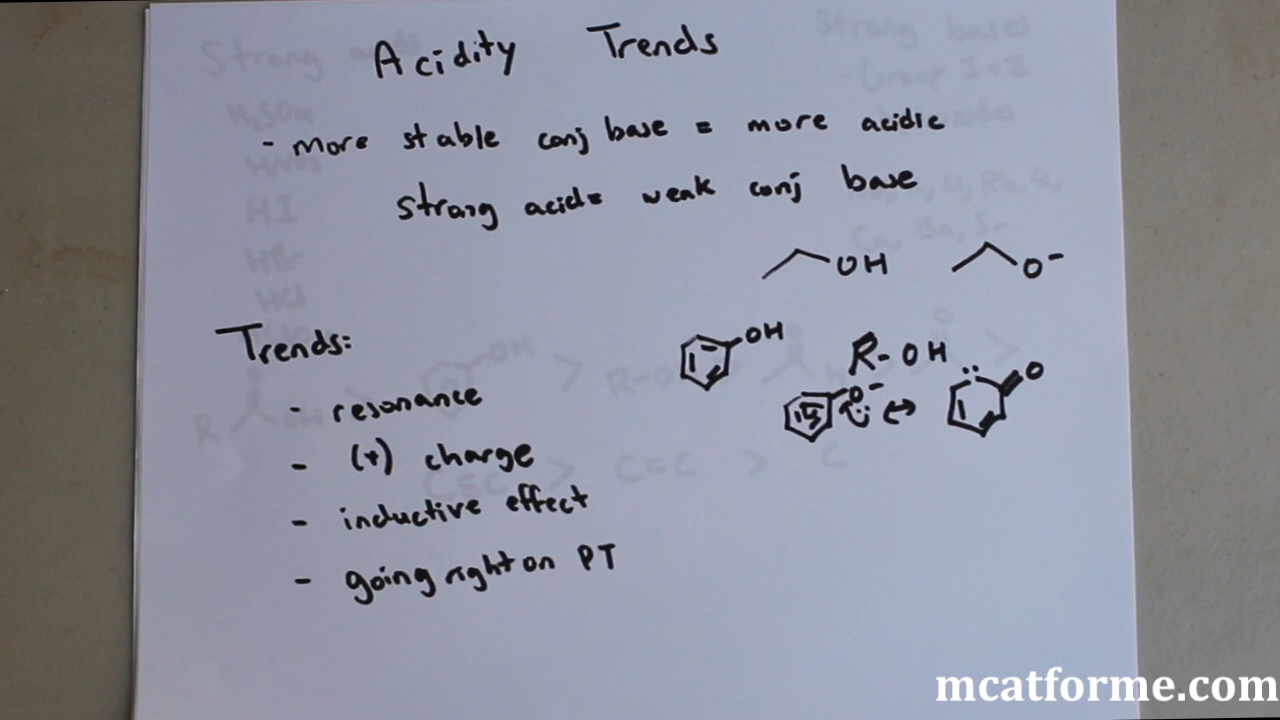 Acidity Trends
- more stable conj base = more acidic
strong acid = weak conj base
OH
O-
Trends:
OH
R-OH
O
O-
- resonance
- (+) charge
- inductive effect
- going right on PT
mcatforme.com